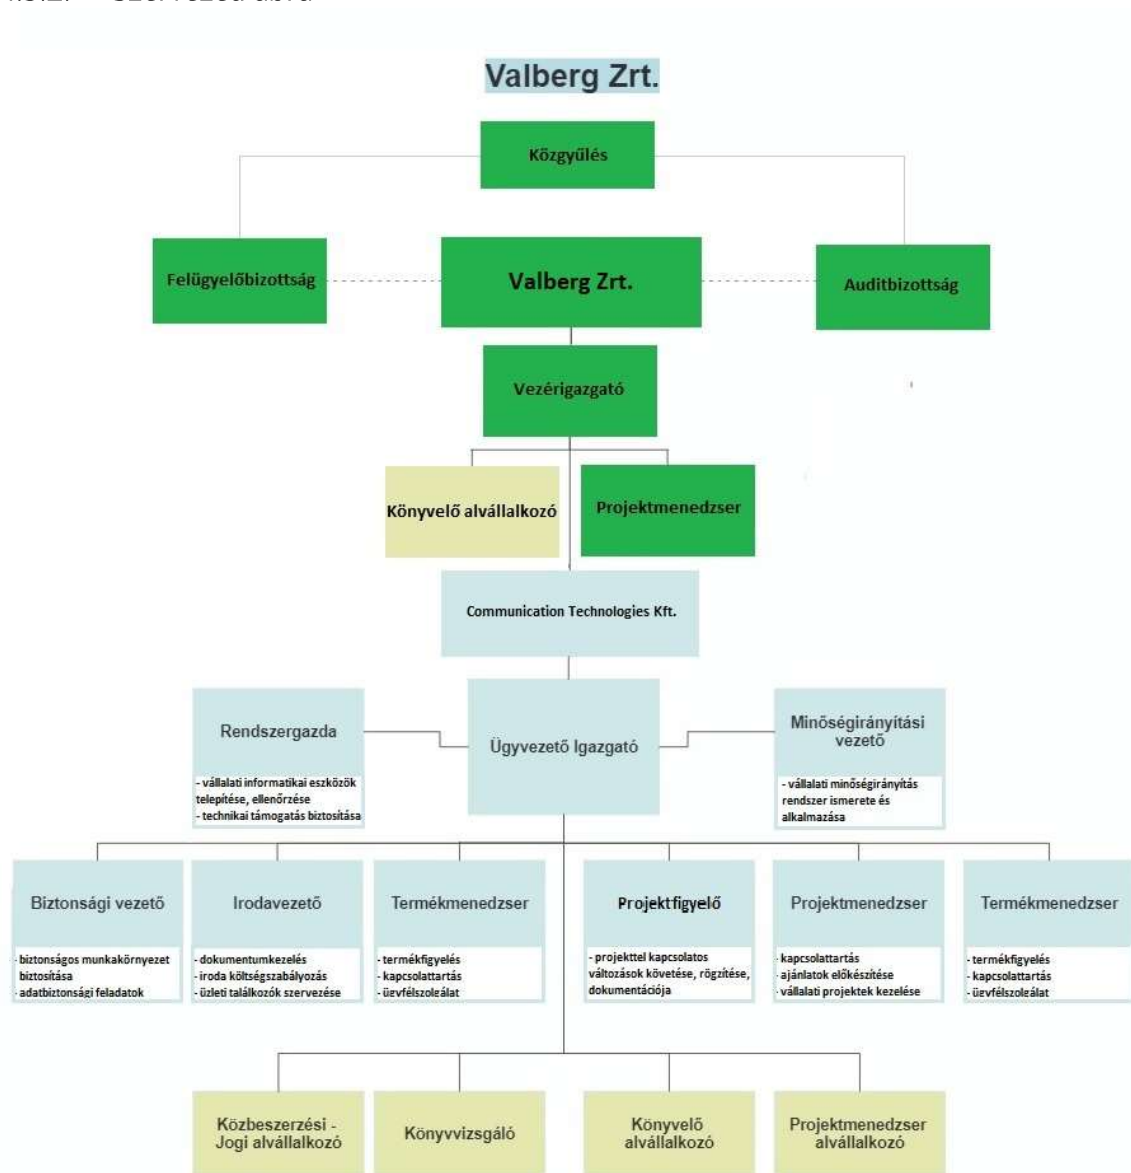 Valberg Zrt.
Közgyűlés
Felügyelőbizottság
Valberg Zrt.
Auditbizottság
Vezérigazgató
Könyvelő alvállalkozó
Projektmenedzser
Communication Technologies Kft.
Rendszergazda
- vállalati informatikai eszközök
telepítése, ellenőrzése
- technikai támogatás biztosítása
Ügyvezető Igazgató
Minőségirányítási
vezető
- vállalati minőségirányítás
rendszer ismerete és
alkalmazása
Biztonsági vezető
- biztonságos munkakörnyezet
biztosítása
- adatbiztonsági feladatok
Irodavezető
- dokumentumkezelés
- iroda költségszabályozás
- üzleti találkozók szervezése
Termékmenedzser
- termékfigyelés
- kapcsolattartás
- ügyfélszolgálat
Projektfigyelő
- projekttel kapcsolatos
változások követése, rögzítése,
dokumentációja
Projektmenedzser
- kapcsolattartás
- ajánlatok előkészítése
- vállalati projektek kezelése
Termékmenedzser
- termékfigyelés
- kapcsolattartás
- ügyfélszolgálat
Közbeszerzési -
Jogi alvállalkozó
Könyvvizsgáló
Könyvelő
alvállalkozó
Projektmenedzser
alvállalkozó